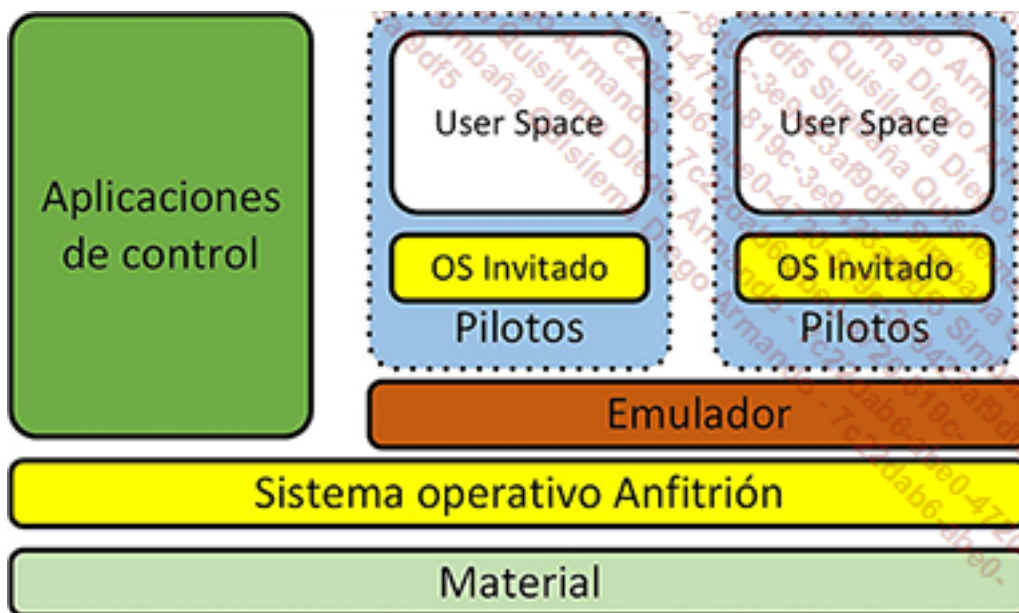 Aplicaciones
de control
User Space
OS Invitado
Pilotos
User Space
OS Invitado
Pilotos
Emulador
Sistema operativo Anfitrión
Material